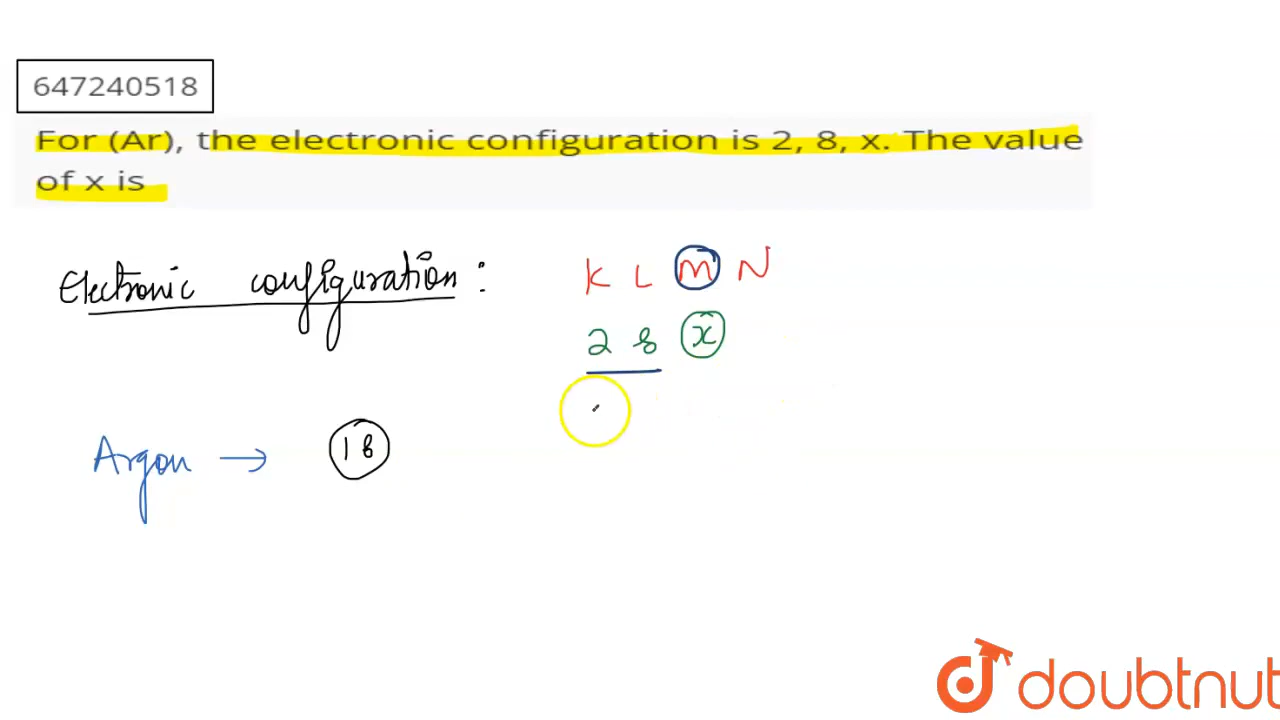 647240518
For (Ar), the electronic configuration is 2, 8, x. The value
of x is
Electronic configuration :
K L M N
2 8 x
Argon → 18
doubtnut